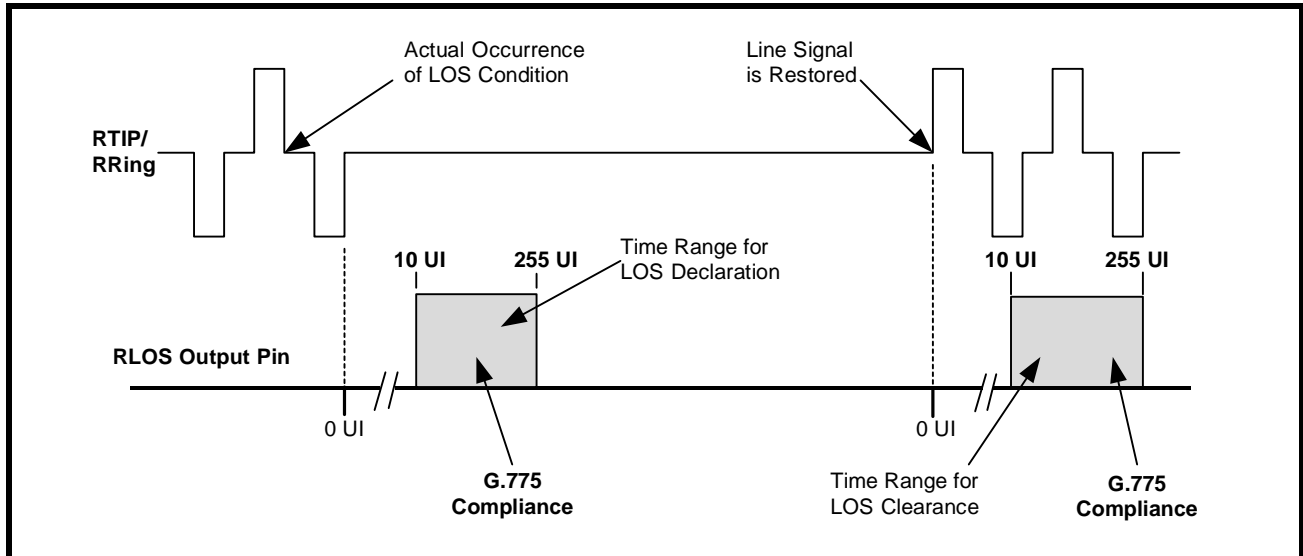 Actual Occurrence
of LOS Condition
Line Signal
is Restored
RTIP/
RRing
Time Range for
LOS Declaration
10 UI
255 UI
10 UI
255 UI
RLOS Output Pin
0 UI
0 UI
G.775
Compliance
Time Range for
LOS Clearance
G.775
Compliance